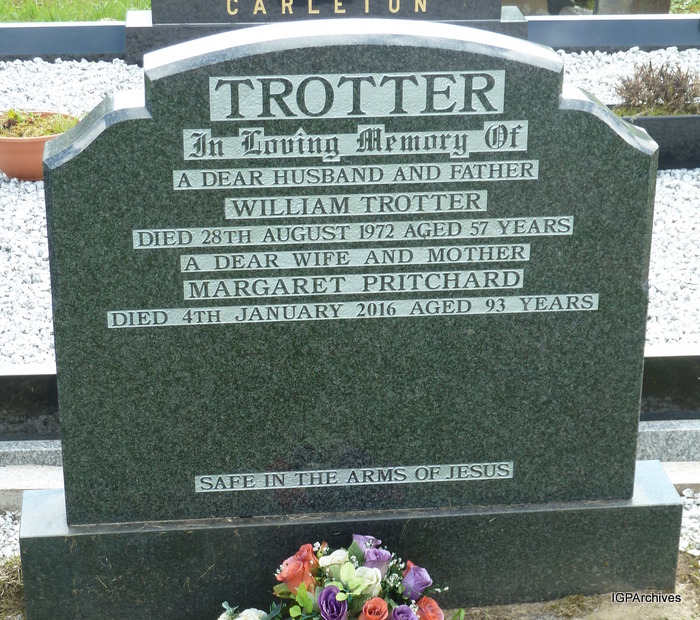 CARLETON
TROTTER
In Loving Memory Of
A DEAR HUSBAND AND FATHER
WILLIAM TROTTER
DIED 28TH AUGUST 1972 AGED 57 YEARS
A DEAR WIFE AND MOTHER
MARGARET PRITCHARD
DIED 4TH JANUARY 2016 AGED 93 YEARS
SAFE IN THE ARMS OF JESUS
IGPArchives